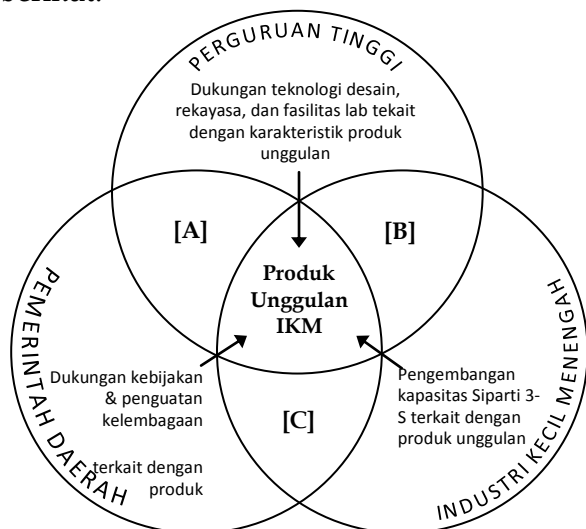 PERGURUAN TINGGI
Dukungan teknologi desain,
rekayasa, dan fasilitas lab tekait
dengan karakteristik produk
unggulan
[A]
[B]
Produk
Unggulan
IKM
PEMERINTAH DAERAH
Dukungan kebijakan
& penguatan
kelembagaan
terkait dengan
produk
[C]
Pengembangan
kapasitas Siparti 3-
S terkait dengan
produk unggulan
INDUSTRI KECIL MENENGAH